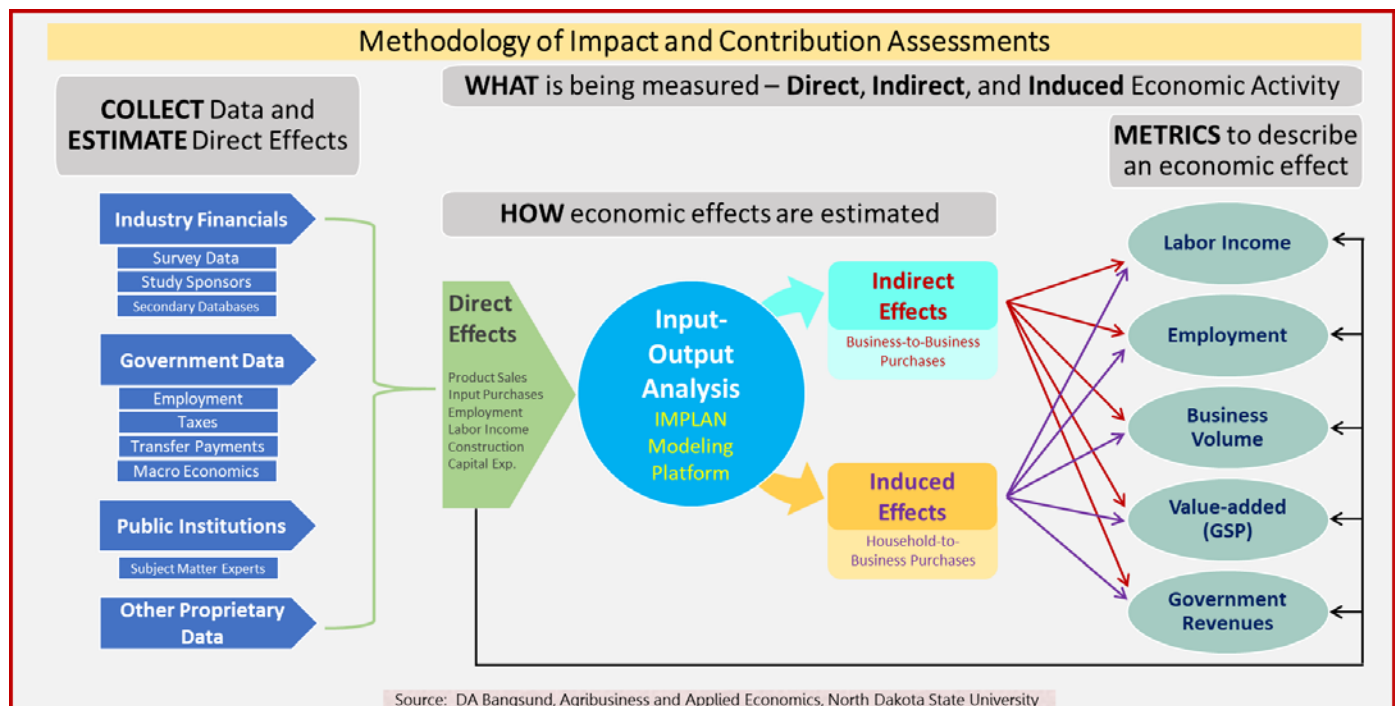 Methodology of Impact and Contribution Assessments
COLLECT Data and
ESTIMATE Direct Effects
WHAT is being measured – Direct, Indirect, and Induced Economic Activity
METRICS to describe
an economic effect
HOW economic effects are estimated
Industry Financials
Survey Data
Study Sponsors
Secondary Databases
Government Data
Employment
Taxes
Transfer Payments
Macro Economics
Public Institutions
Subject Matter Experts
Other Proprietary
Data
Direct
Effects
Product Sales
Input Purchases
Employment
Labor Income
Construction
Capital Exp.
Input-
Output
Analysis
IMPLAN
Modeling
Platform
Indirect
Effects
Business-to-Business
Purchases
Induced
Effects
Household-to-
Business Purchases
Labor Income
Employment
Business
Volume
Value-added
(GSP)
Government
Revenues
Source: DA Bangsund, Agribusiness and Applied Economics, North Dakota State University